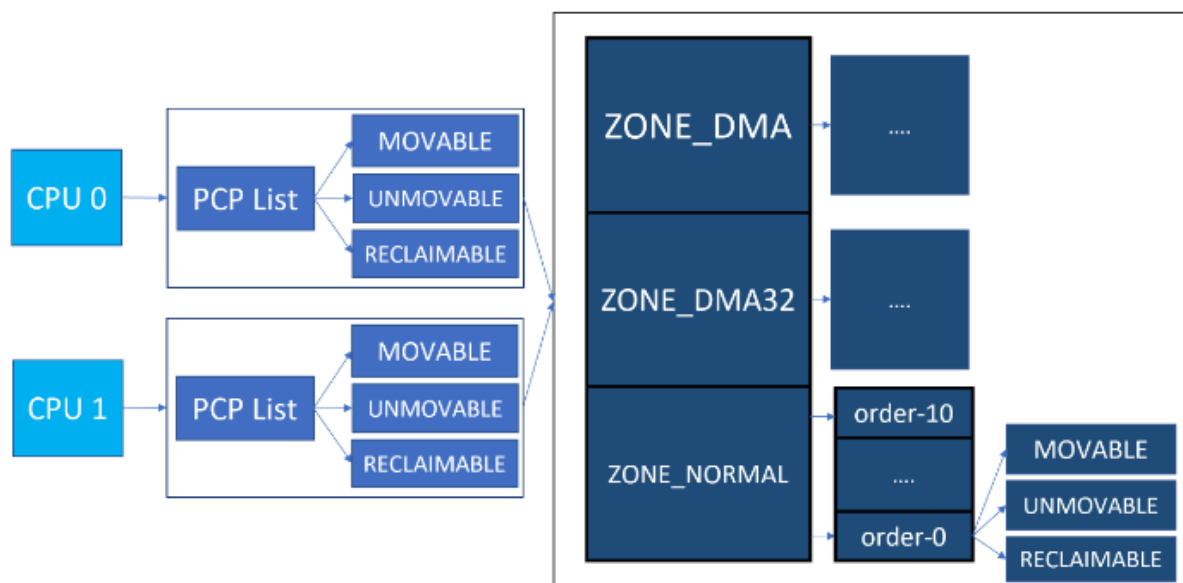 CPU 0
PCP List
MOVABLE
UNMOVABLE
RECLAIMABLE
CPU 1
PCP List
MOVABLE
UNMOVABLE
RECLAIMABLE
ZONE_DMA
....
ZONE_DMA32
....
ZONE_NORMAL
order-10
....
order-0
MOVABLE
UNMOVABLE
RECLAIMABLE